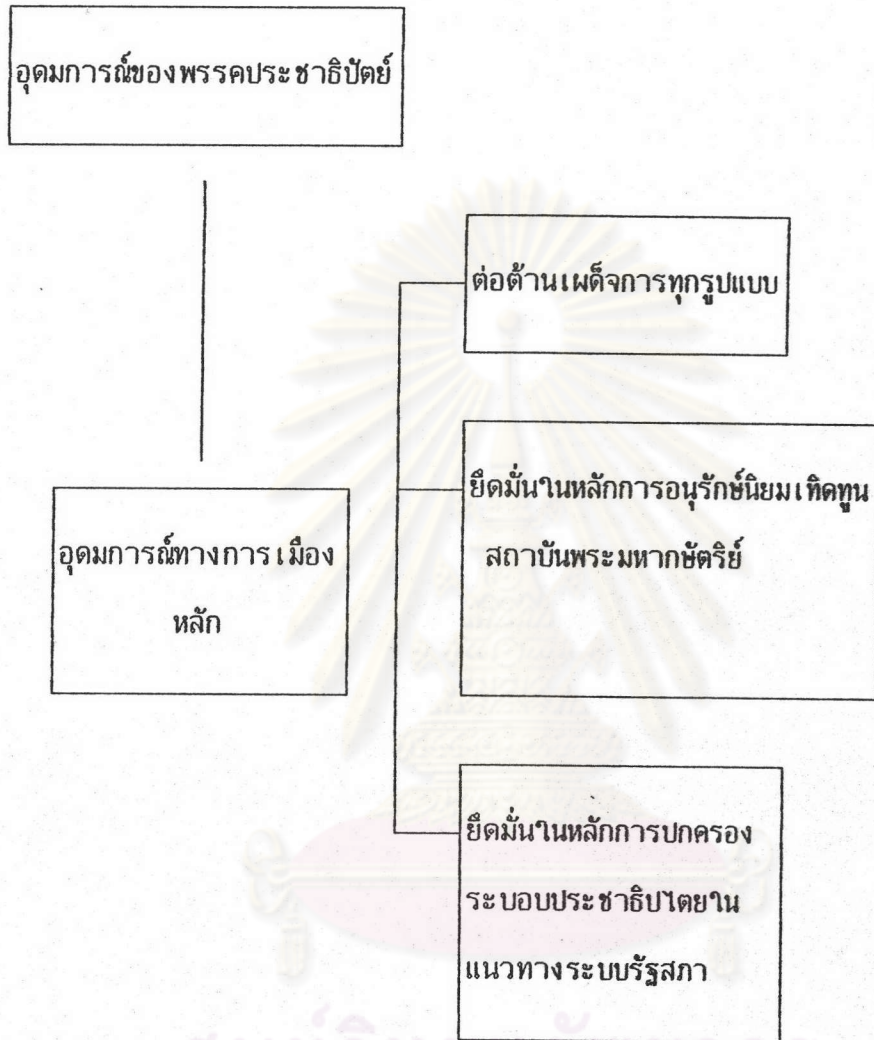 อุดมการณ์ของพรรคประชาธิปัตย์
ต่อต้านเผด็จการทุกรูปแบบ
ยึดมั่นในหลักการอนุรักษ์นิยมเทิดทูน
สถาบันพระมหากษัตริย์
อุดมการณ์ทางการเมือง
หลัก
ยึดมั่นในหลักการปกครอง
ระบอบประชาธิปไตยใน
แนวทางระบบรัฐสภา